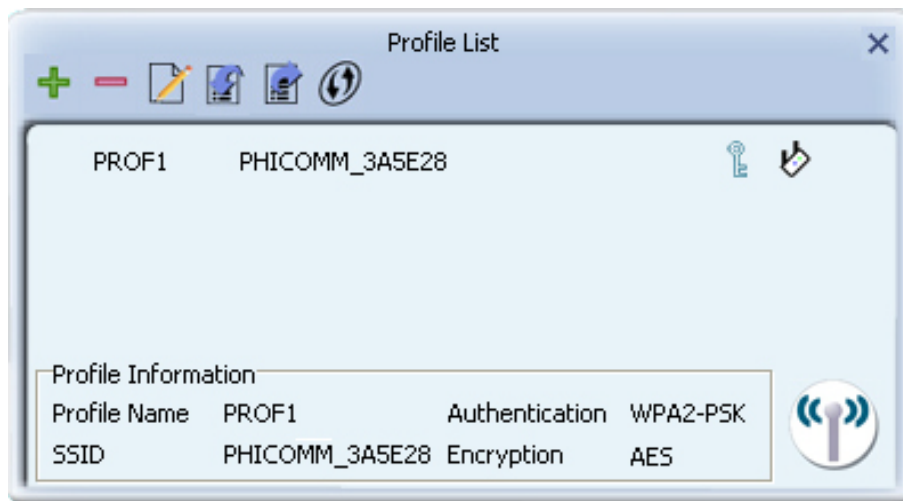 Profile List
PROF1 PHICOMM_3A5E28
Profile Information
Profile Name PROF1 Authentication WPA2-PSK
SSID PHICOMM_3A5E28 Encryption AES